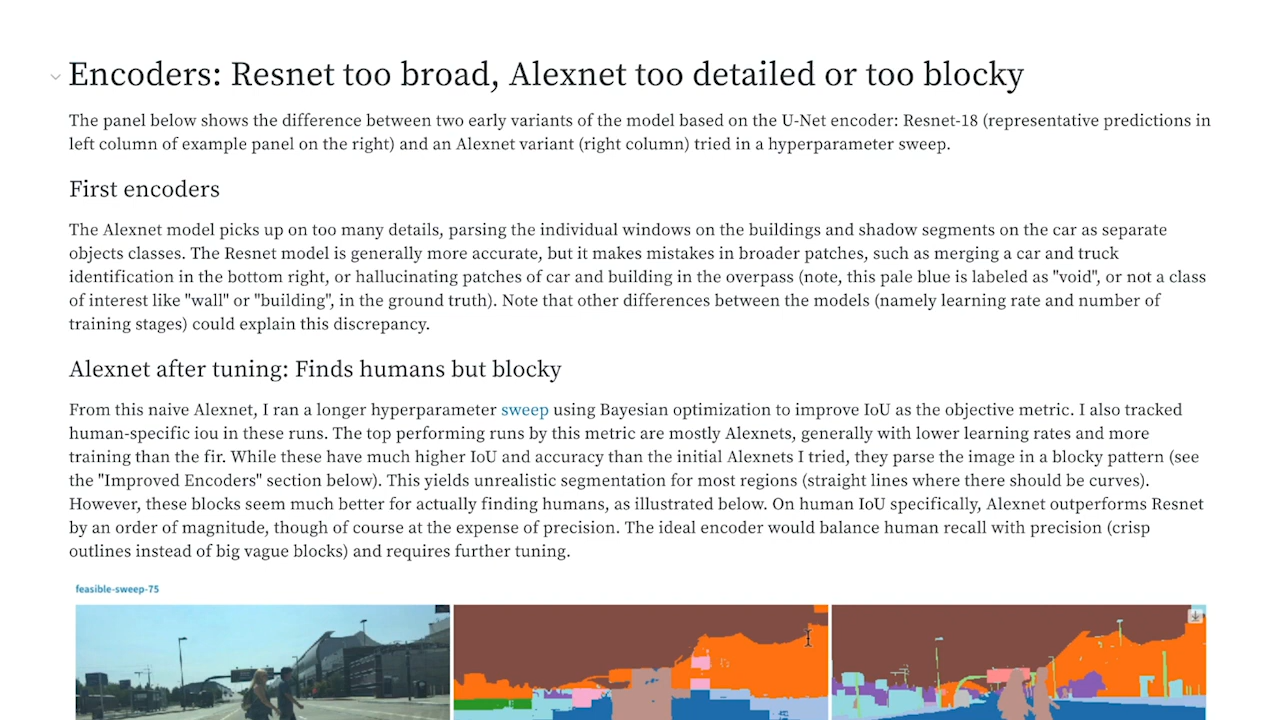 Encoders: Resnet too broad, Alexnet too detailed or too blocky
The panel below shows the difference between two early variants of the model based on the U-Net encoder: Resnet-18 (representative predictions in
left column of example panel on the right) and an Alexnet variant (right column) tried in a hyperparameter sweep.
First encoders
The Alexnet model picks up on too many details, parsing the individual windows on the buildings and shadow segments on the car as separate
objects classes. The Resnet model is generally more accurate, but it makes mistakes in broader patches, such as merging a car and truck
identification in the bottom right, or hallucinating patches of car and building in the overpass (note, this pale blue is labeled as "void", or not a class
of interest like "wall" or "building", in the ground truth). Note that other differences between the models (namely learning rate and number of
training stages) could explain this discrepancy.
Alexnet after tuning: Finds humans but blocky
From this naive Alexnet, I ran a longer hyperparameter sweep using Bayesian optimization to improve IoU as the objective metric. I also tracked
human-specific iou in these runs. The top performing runs by this metric are mostly Alexnets, generally with lower learning rates and more
training than the fir. While these have much higher IoU and accuracy than the initial Alexnets I tried, they parse the image in a blocky pattern (see
the "Improved Encoders" section below). This yields unrealistic segmentation for most regions (straight lines where there should be curves).
However, these blocks seem much better for actually finding humans, as illustrated below. On human IoU specifically, Alexnet outperforms Resnet
by an order of magnitude, though of course at the expense of precision. The ideal encoder would balance human recall with precision (crisp
outlines instead of big vague blocks) and requires further tuning.
feasible-sweep-75